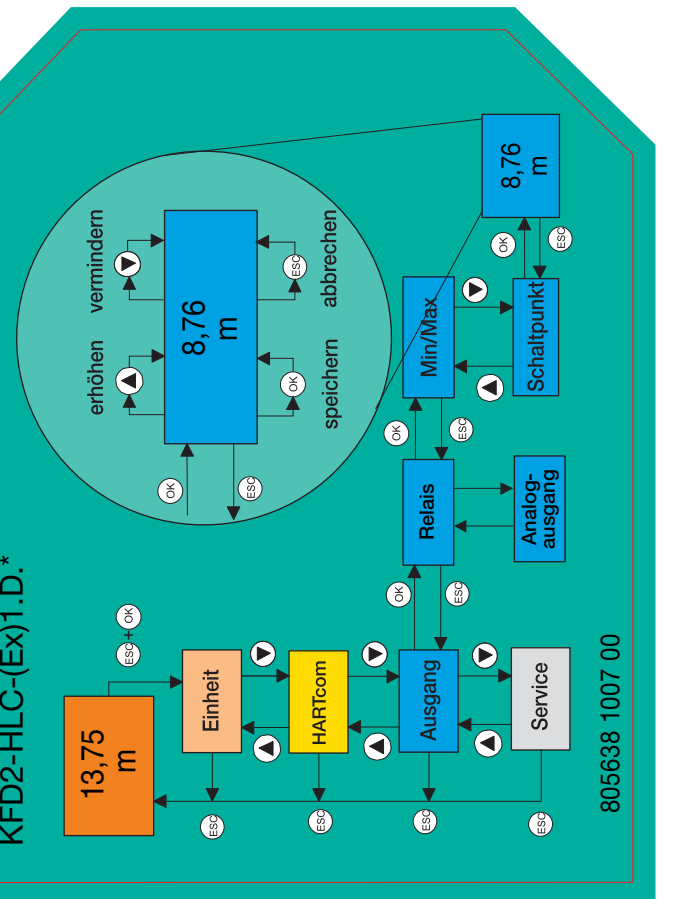 KFD2-HLC-(Ex)1.D.*
13,75
m
ESC + OK
Einheit
HARTcom
Ausgang
Service
ESC
ESC
ESC
ESC
OK
ESC
Relais
Analog-
ausgang
OK
ESC
Min/Max
Schaltpunkt
OK
ESC
8,76
m
erhöhen
vermindern
OK
ESC
8,76
m
OK
ESC
speichern
abbrechen
805638 1007 00